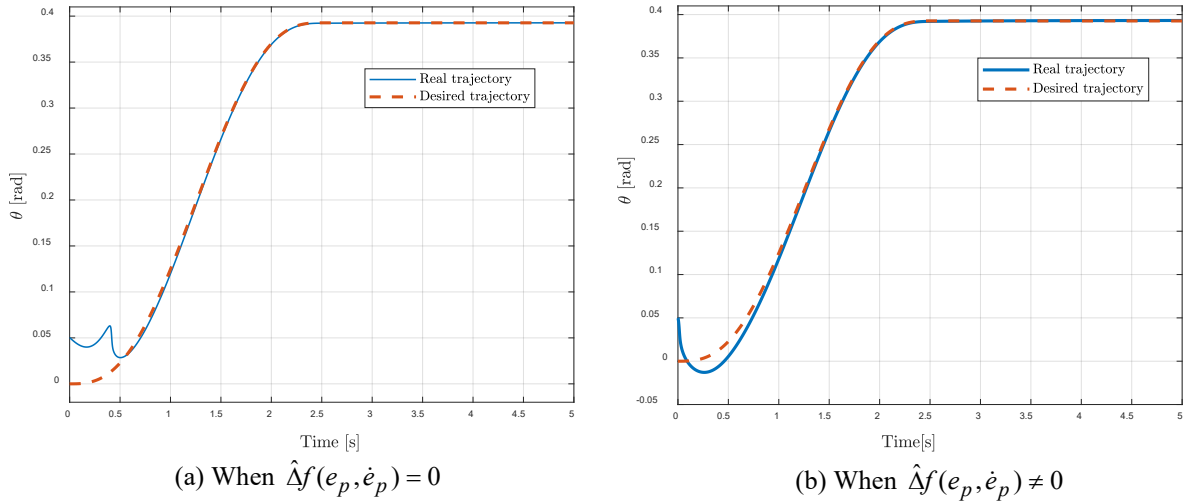 0.4
0.35
0.3
0.25
0.2
0.15
0.1
0.05
0
θ [rad]
Real trajectory
Desired trajectory
0 0.5 1 1.5 2 2.5 3 3.5 4 4.5 5
Time [s]
(a) When Δ̂f(e_p, ė_p) = 0
0.4
0.35
0.3
0.25
0.2
0.15
0.1
0.05
0
-0.05
θ [rad]
Real trajectory
Desired trajectory
0 0.5 1 1.5 2 2.5 3 3.5 4 4.5 5
Time[s]
(b) When Δ̂f(e_p, ė_p) ≠ 0